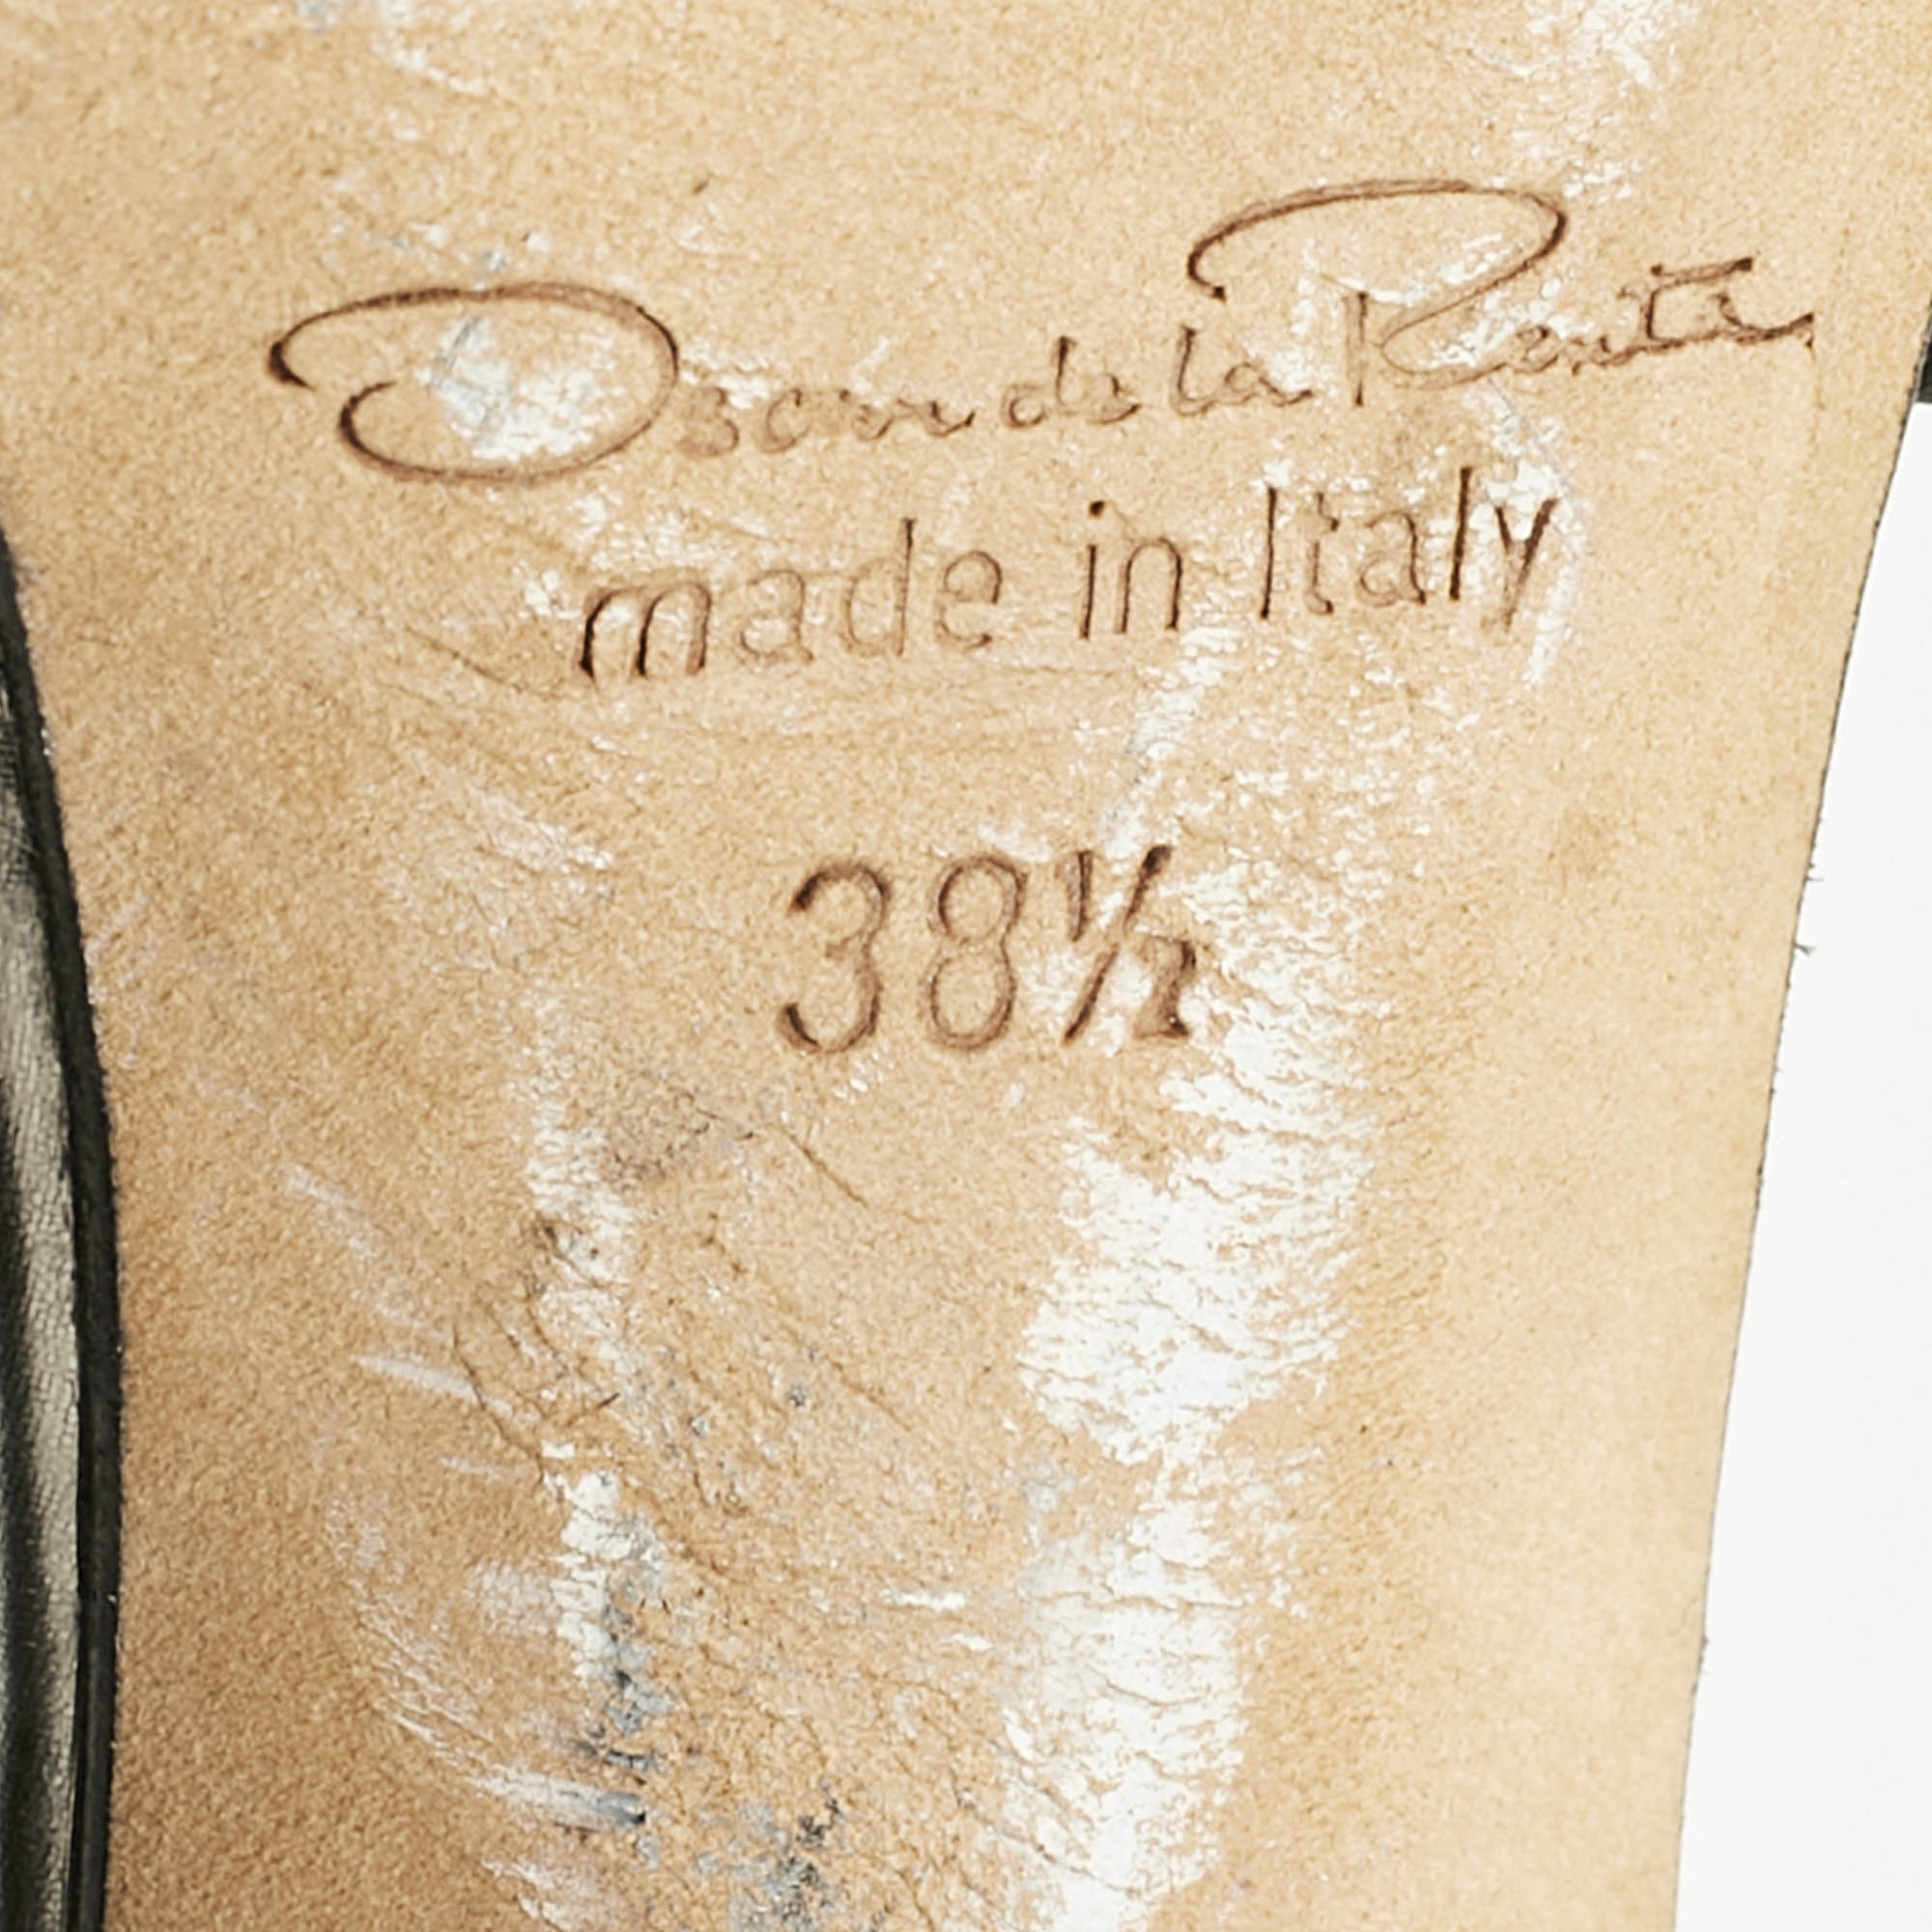 Oscar de la Renta
made in Italy
38½